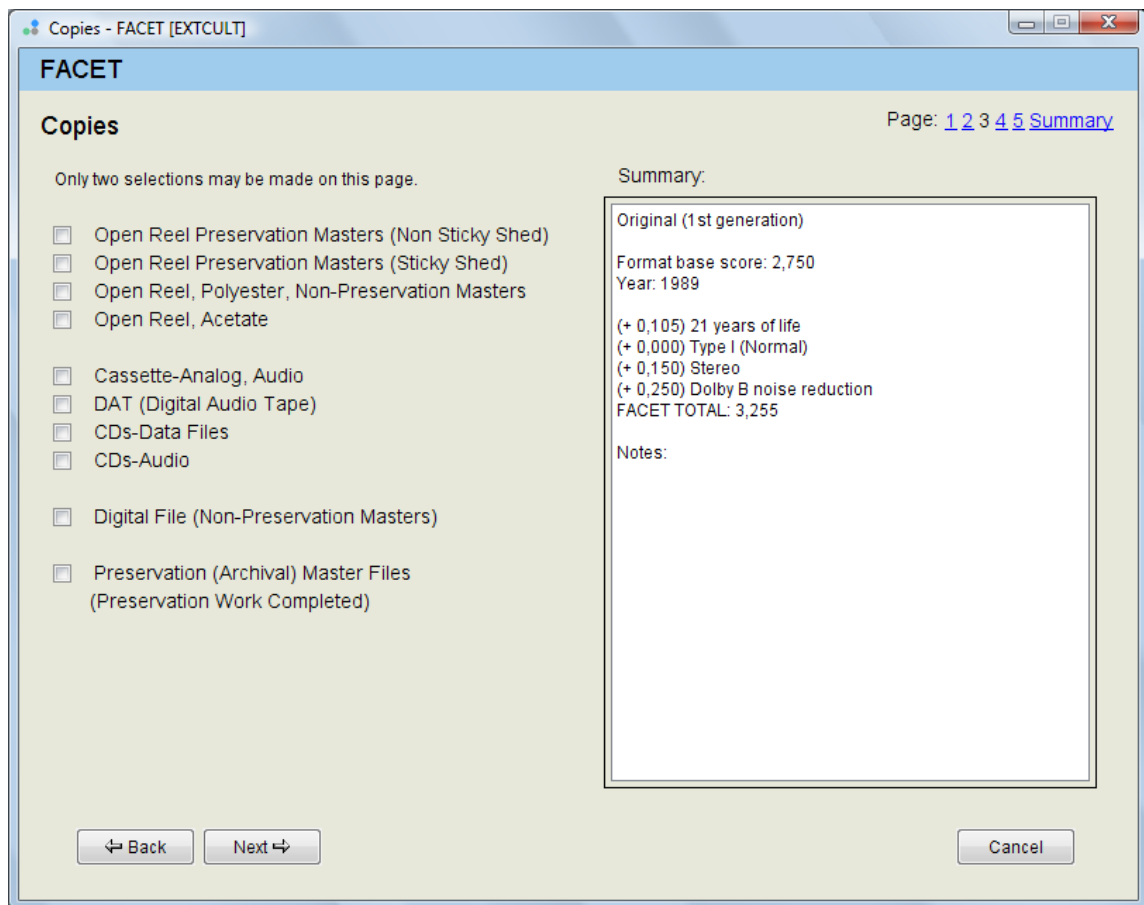 Copies - FACET [EXTCULT]
FACET
Copies
Page: 1 2 3 4 5 Summary
Only two selections may be made on this page.
Open Reel Preservation Masters (Non Sticky Shed)
Open Reel Preservation Masters (Sticky Shed)
Open Reel, Polyester, Non-Preservation Masters
Open Reel, Acetate
Cassette-Analog, Audio
DAT (Digital Audio Tape)
CDs-Data Files
CDs-Audio
Digital File (Non-Preservation Masters)
Preservation (Archival) Master Files
(Preservation Work Completed)
Summary:
Original (1st generation)
Format base score: 2,750
Year: 1989
(+ 0,105) 21 years of life
(+ 0,000) Type I (Normal)
(+ 0,150) Stereo
(+ 0,250) Dolby B noise reduction
FACET TOTAL: 3,255
Notes:
Back
Next
Cancel